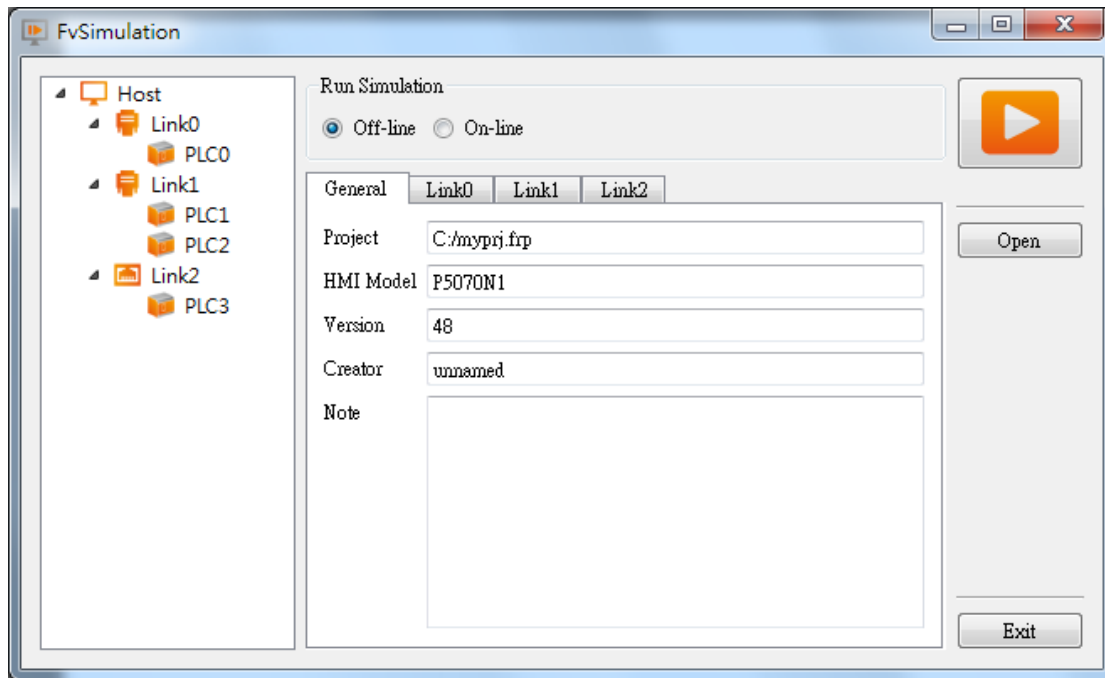 FvSimulation
Host
Link0
PLC0
Link1
PLC1
PLC2
Link2
PLC3
Run Simulation
Off-line On-line
General Link0 Link1 Link2
Project C:/myprj.frp
HMI Model P5070N1
Version 48
Creator unnamed
Note
Open
Exit